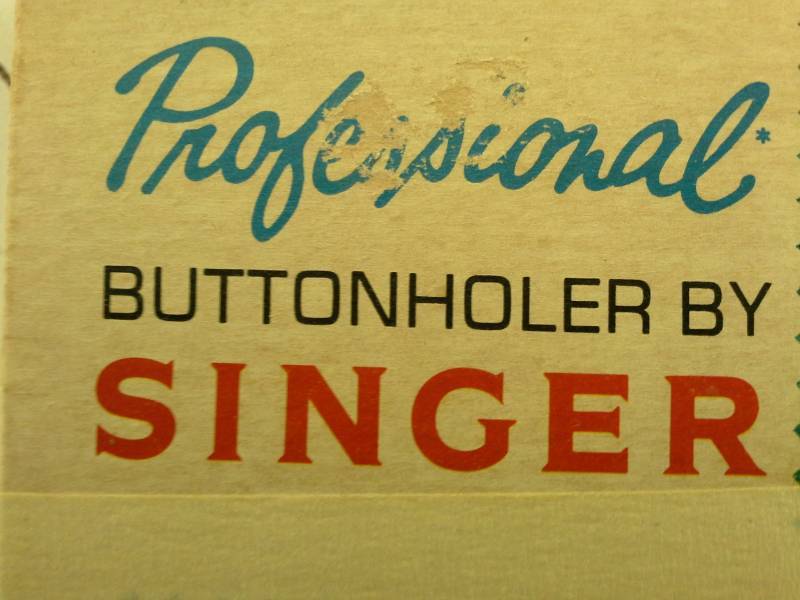 Professional*
BUTTONHOLER BY
SINGER